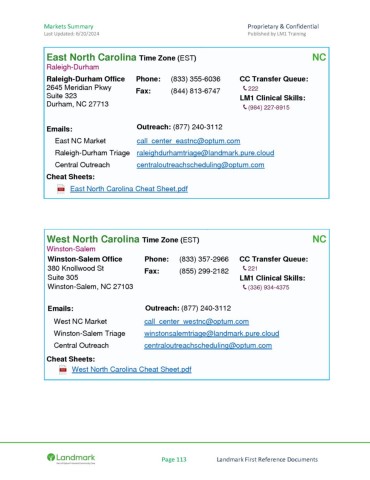 Markets Summary Proprietary & Confidential
Last Updated: 6/20/2024 Published by LM1 Training
East North Carolina Time Zone (EST) NC
Raleigh-Durham
Raleigh-Durham Office Phone: (833) 355-6036 CC Transfer Queue:
2645 Meridian Pkwy Fax: (844) 813-6747 222
Suite 323 LM1 Clinical Skills:
Durham, NC 27713 (984) 227-8915
Emails: Outreach: (877) 240-3112
East NC Market call_center_eastnc@optum.com
Raleigh-Durham Triage raleighdurhamtriage@landmark.pure.cloud
Central Outreach centraloutreachscheduling@optum.com
Cheat Sheets:
East North Carolina Cheat Sheet.pdf
West North Carolina Time Zone (EST) NC
Winston-Salem
Winston-Salem Office Phone: (833) 357-2966 CC Transfer Queue:
380 Knollwood St Fax: (855) 299-2182 221
Suite 305 LM1 Clinical Skills:
Winston-Salem, NC 27103 (336) 934-4375
Emails: Outreach: (877) 240-3112
West NC Market call_center_westnc@optum.com
Winston-Salem Triage winstonsalemtriage@landmark.pure.cloud
Central Outreach centraloutreachscheduling@optum.com
Cheat Sheets:
West North Carolina Cheat Sheet.pdf
Landmark Page 113 Landmark First Reference Documents